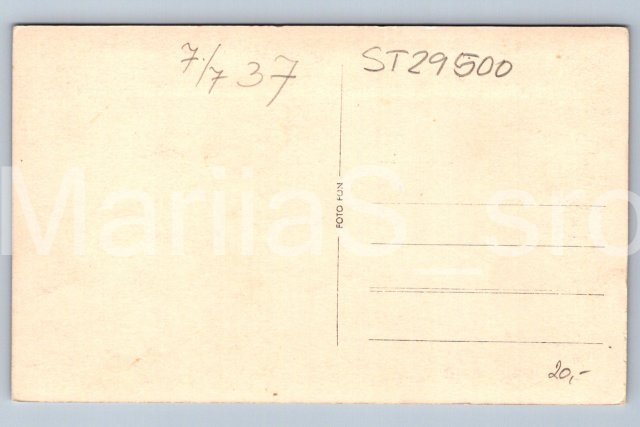 7/7 37
ST29500
FOTO FUN
MariiaS_sro
20,-